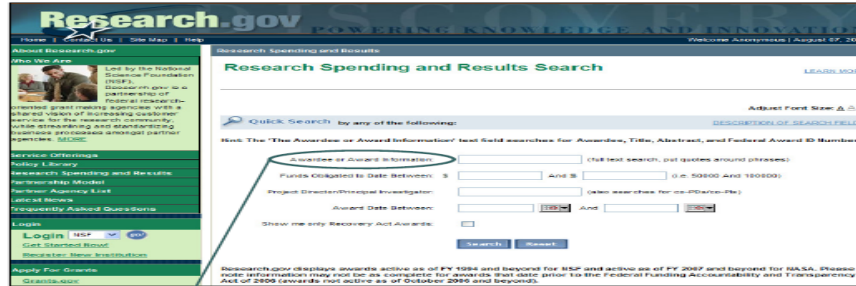 Research.gov
POWERING KNOWLEDGE AND INNOVATION
Home | Contact Us | Site Map | Help
Welcome Anonymous | August 07, 20
About Research.gov
Research Spending and Results
Who We Are
Led by the National
Science Foundation
(NSF),
Research.gov is a
partnership of
federal research-
oriented grant making agencies with a
shared vision of increasing customer
service for the research community,
while streamlining and standardizing
business processes amongst partner
agencies. MORE
Research Spending and Results Search
LEARN MOR
Adjust Font Size: A A
Quick Search by any of the following:
DESCRIPTION OF SEARCH FIELD
Hint: The 'The Awardee or Award Information' text field searches for Awardee, Title, Abstract, and Federal Award ID Number
Awardee or Award Information: (full text search, put quotes around phrases)
Funds Obligated to Date Between: $ And $ (i.e. 50000 And 100000)
Project Director/Principal Investigator: (also searches for co-PDs/co-PIs)
Award Date Between: And
Show me only Recovery Act Awards:
Search Reset
Service Offerings
Policy Library
Research Spending and Results
Partnership Model
Partner Agency List
Latest News
Frequently Asked Questions
Login
Login NSF go!
Get Started Now!
Register New Institution
Apply For Grants
Grants.gov
Research.gov displays awards active as of FY 1994 and beyond for NSF and active as of FY 2007 and beyond for NASA. Please
note information may not be as complete for awards that date prior to the Federal Funding Accountability and Transparency
Act of 2006 (awards not active as of October 2006 and beyond).